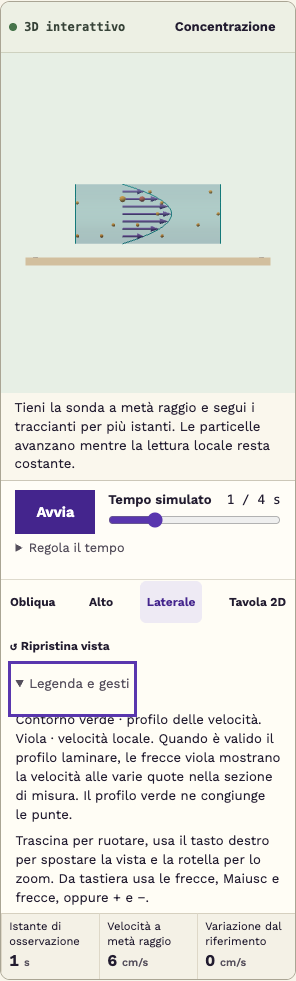 3D interattivo Concentrazione
Tieni la sonda a metà raggio e segui i
traccianti per più istanti. Le particelle
avanzano mentre la lettura locale resta
costante.
Avvia Tempo simulato 1 / 4 s
▶ Regola il tempo
Obliqua Alto Laterale Tavola 2D
↺ Ripristina vista
▼ Legenda e gesti
Contorno verde · profilo delle velocità.
Viola · velocità locale. Quando è valido il
profilo laminare, le frecce viola mostrano
la velocità alle varie quote nella sezione
di misura. Il profilo verde ne congiunge
le punte.
Trascina per ruotare, usa il tasto destro
per spostare la vista e la rotella per lo
zoom. Da tastiera usa le frecce, Maiusc e
frecce, oppure + e −.
Istante di osservazione
1 s
Velocità a metà raggio
6 cm/s
Variazione dal riferimento
0 cm/s